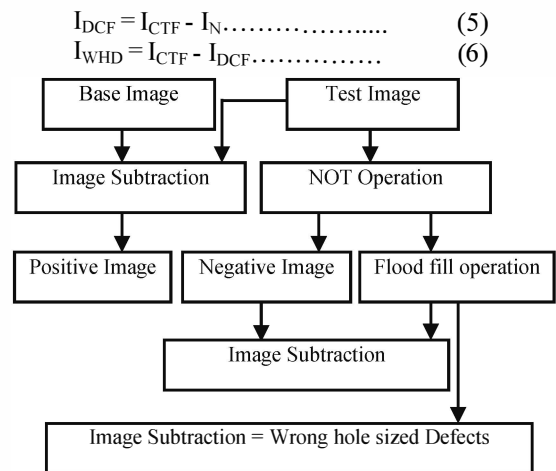 I_DCF = I_CTF - I_N……………..... (5)
I_WHD = I_CTF - I_DCF…………… (6)
Base Image Test Image
Image Subtraction NOT Operation
Positive Image Negative Image Flood fill operation
Image Subtraction
Image Subtraction = Wrong hole sized Defects